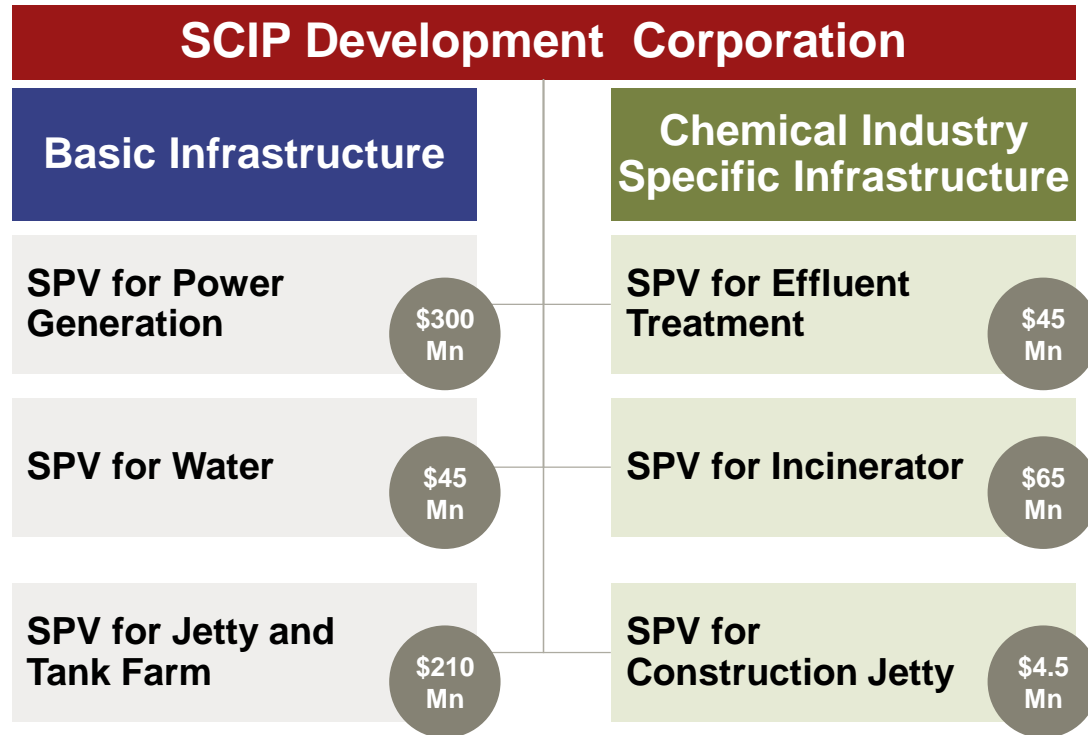 SCIP Development Corporation
Basic Infrastructure
Chemical Industry
Specific Infrastructure
SPV for Power
Generation
$300
Mn
SPV for Effluent
Treatment
$45
Mn
SPV for Water
$45
Mn
SPV for Incinerator
$65
Mn
SPV for Jetty and
Tank Farm
$210
Mn
SPV for
Construction Jetty
$4.5
Mn